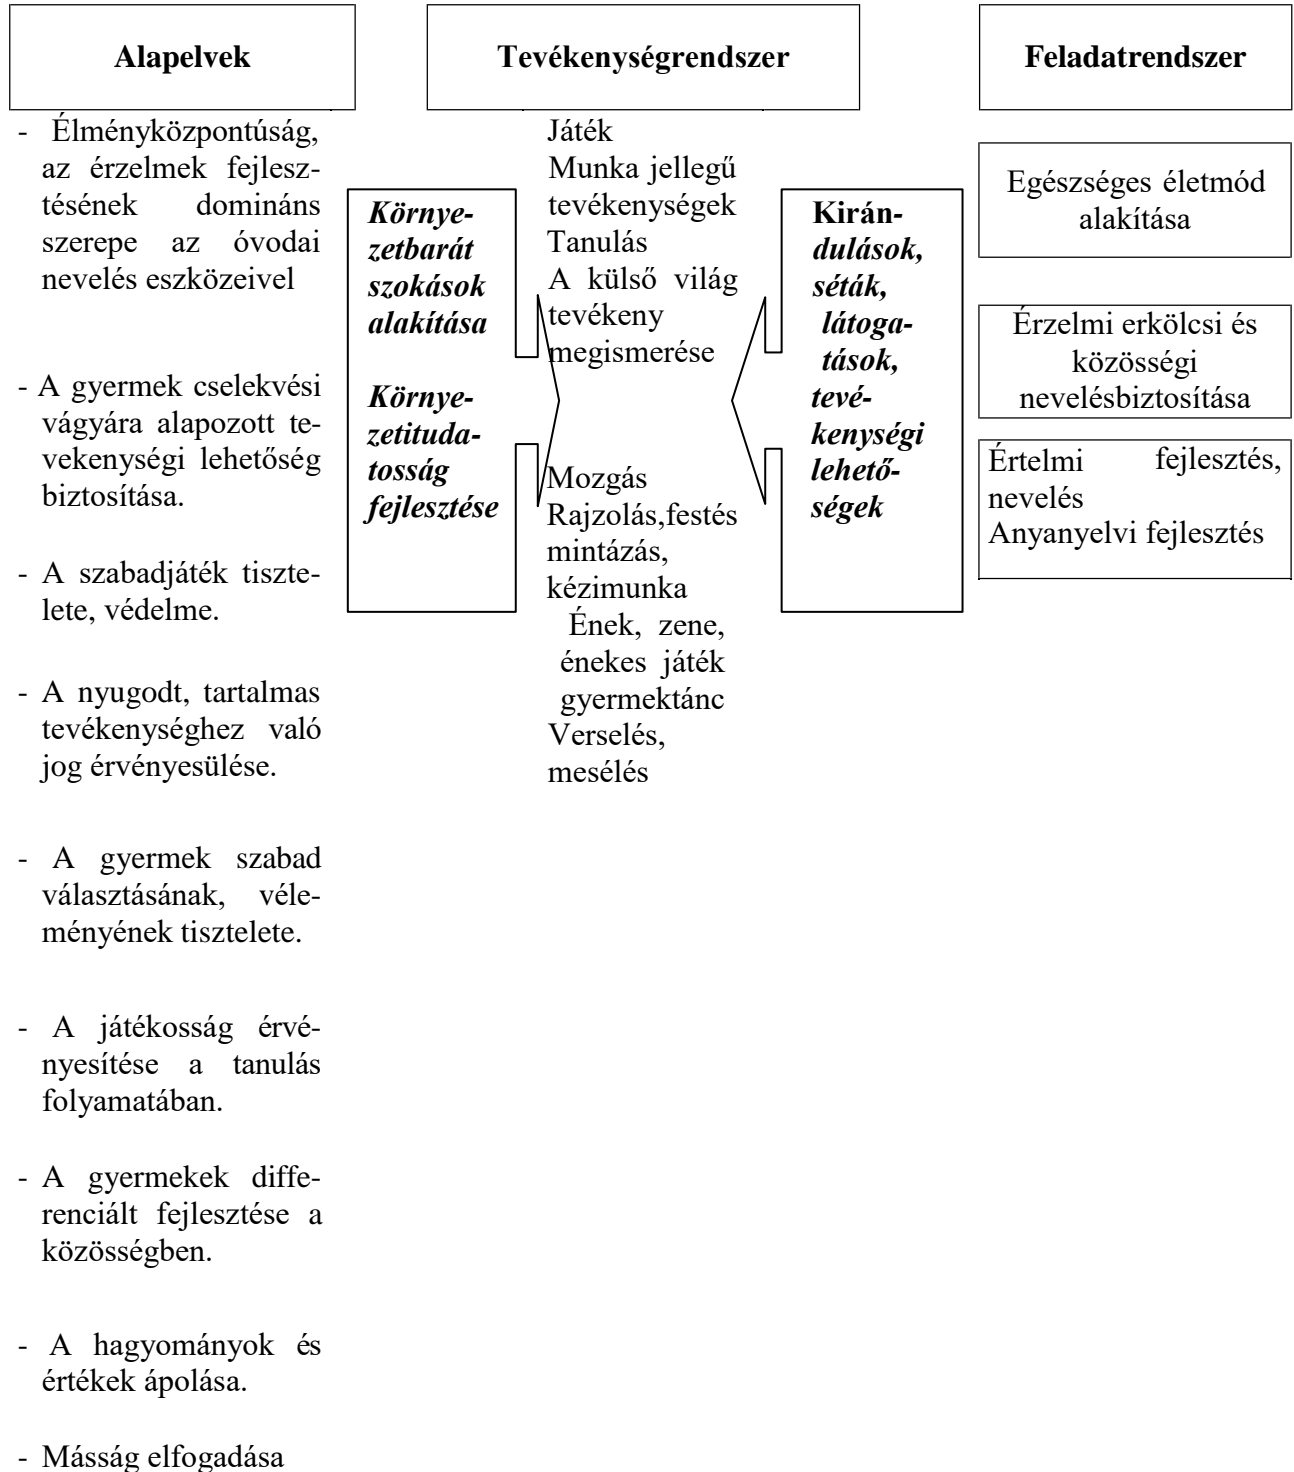 Alapelvek
Tevékenységrendszer
Feladatrendszer
- Élményközpontúság,
az érzelmek fejlesz-
tésének domináns
szerepe az óvodai
nevelés eszközeivel
- A gyermek cselekvési
vágyára alapozott te-
vekenységi lehetőség
biztosítása.
- A szabadjáték tiszte-
lete, védelme.
- A nyugodt, tartalmas
tevékenységhez való
jog érvényesülése.
- A gyermek szabad
választásának, véle-
ményének tisztelete.
- A játékosság érvé-
nyesítése a tanulás
folyamatában.
- A gyermekek diffe-
renciált fejlesztése a
közösségben.
- A hagyományok és
értékek ápolása.
- Másság elfogadása
Környe-
zetbarát
szokások
alakítása
Környe-
zetituda-
tosság
fejlesztése
Játék
Munka jellegű
tevékenységek
Tanulás
A külső világ
tevékeny
megismerése
Mozgás
Rajzolás,festés
mintázás,
kézimunka
Ének, zene,
énekes játék
gyermektánc
Verselés,
mesélés
Kirán-
dulások,
séták,
látoga-
tások,
tevé-
kenységi
lehető-
ségek
Egészséges életmód
alakítása
Érzelmi erkölcsi és
közösségi
nevelésbiztosítása
Értelmi fejlesztés,
nevelés
Anyanyelvi fejlesztés